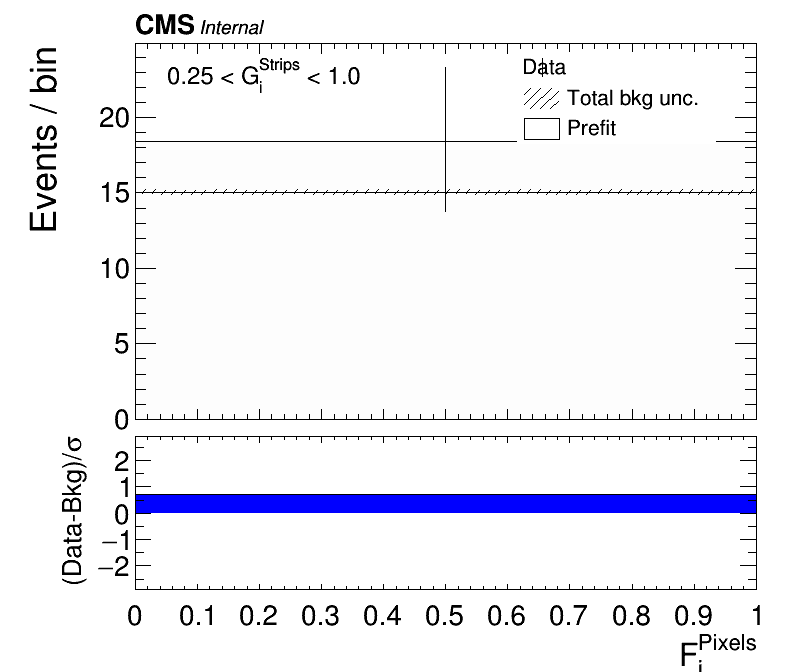 CMS Internal
Events / bin
0.25 < G_i^Strips < 1.0
Data
Total bkg unc.
Prefit
20
15
10
5
0
(Data-Bkg)/σ
2
1
0
−1
−2
0 0.1 0.2 0.3 0.4 0.5 0.6 0.7 0.8 0.9 1
F_i^Pixels